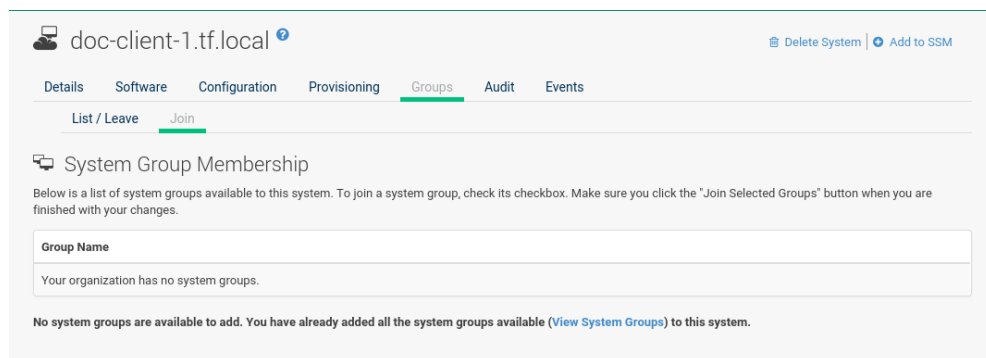 doc-client-1.tf.local ?
Delete System | Add to SSM
Details Software Configuration Provisioning Groups Audit Events
List / Leave Join
System Group Membership
Below is a list of system groups available to this system. To join a system group, check its checkbox. Make sure you click the "Join Selected Groups" button when you are
finished with your changes.
Group Name
Your organization has no system groups.
No system groups are available to add. You have already added all the system groups available (View System Groups) to this system.